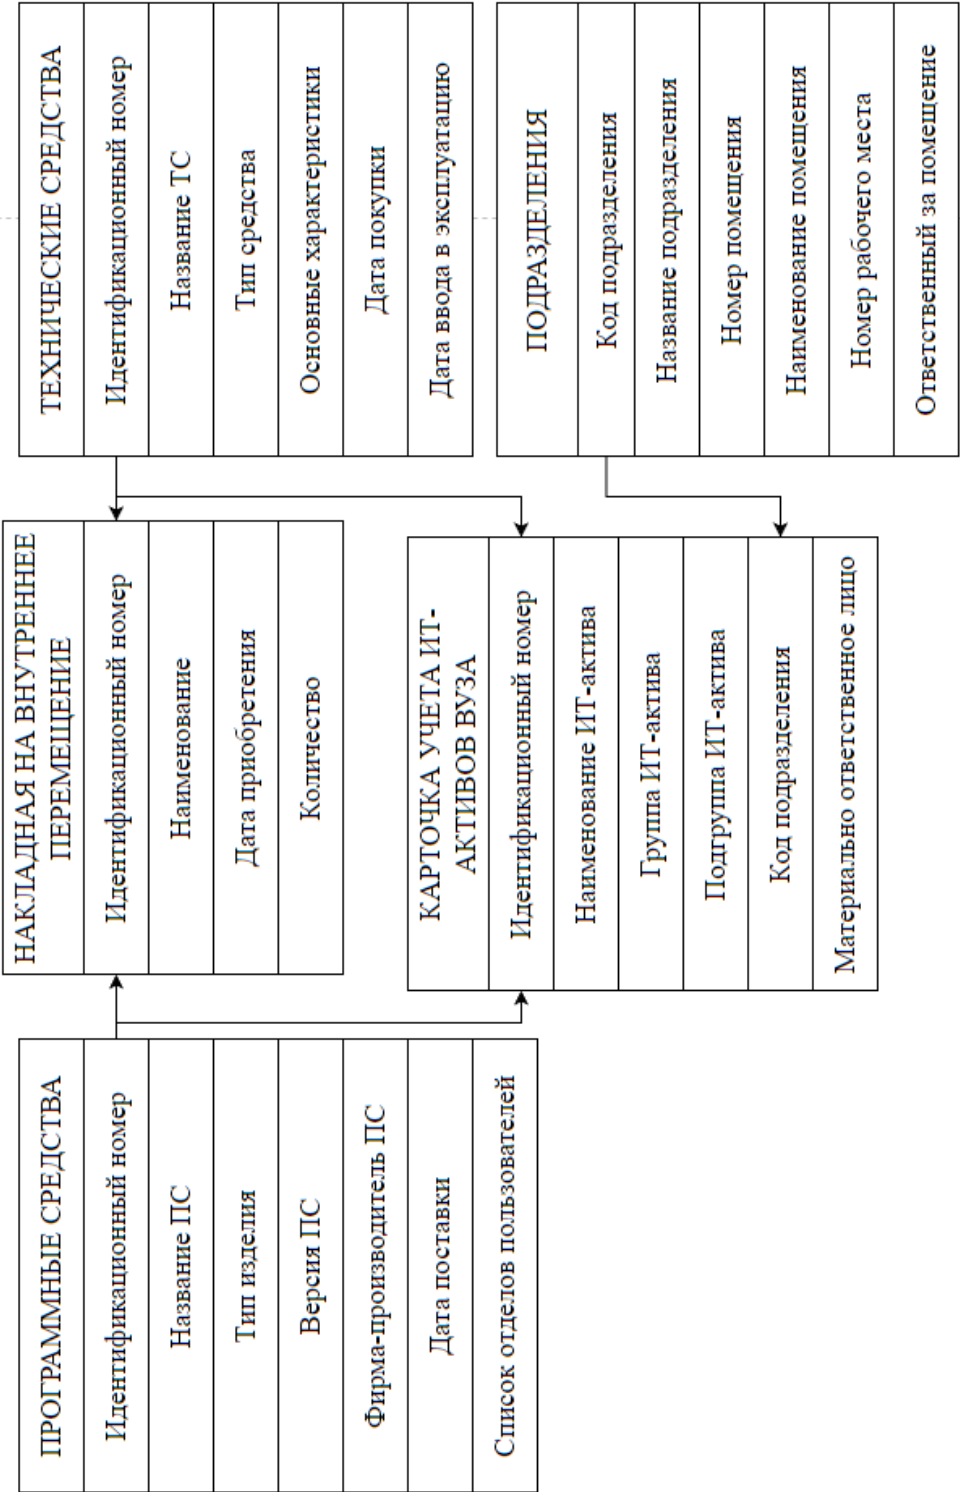 ПРОГРАММНЫЕ СРЕДСТВА
Идентификационный номер
Название ПС
Тип изделия
Версия ПС
Фирма-производитель ПС
Дата поставки
Список отделов пользователей
НАКЛАДНАЯ НА ВНУТРЕННЕЕ
ПЕРЕМЕЩЕНИЕ
Идентификационный номер
Наименование
Дата приобретения
Количество
КАРТОЧКА УЧЕТА ИТ-
АКТИВОВ ВУЗА
Идентификационный номер
Наименование ИТ-актива
Группа ИТ-актива
Подгруппа ИТ-актива
Код подразделения
Материально ответственное лицо
ТЕХНИЧЕСКИЕ СРЕДСТВА
Идентификационный номер
Название ТС
Тип средства
Основные характеристики
Дата покупки
Дата ввода в эксплуатацию
ПОДРАЗДЕЛЕНИЯ
Код подразделения
Название подразделения
Номер помещения
Наименование помещения
Номер рабочего места
Ответственный за помещение